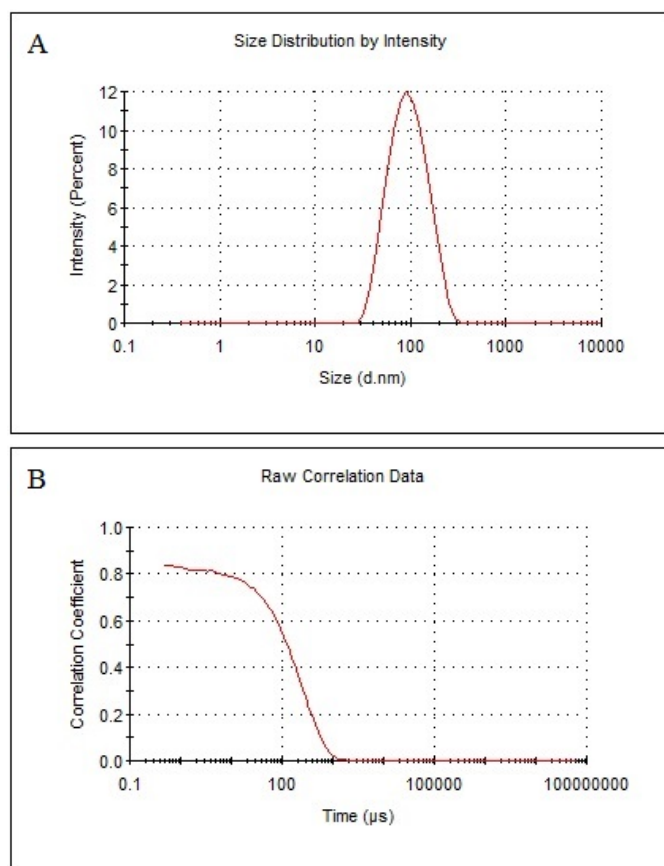 A
Size Distribution by Intensity
Intensity (Percent)
12
10
8
6
4
2
0
0.1 1 10 100 1000 10000
Size (d.nm)
B
Raw Correlation Data
Correlation Coefficient
1.0
0.8
0.6
0.4
0.2
0.0
0.1 100 100000 100000000
Time (µs)